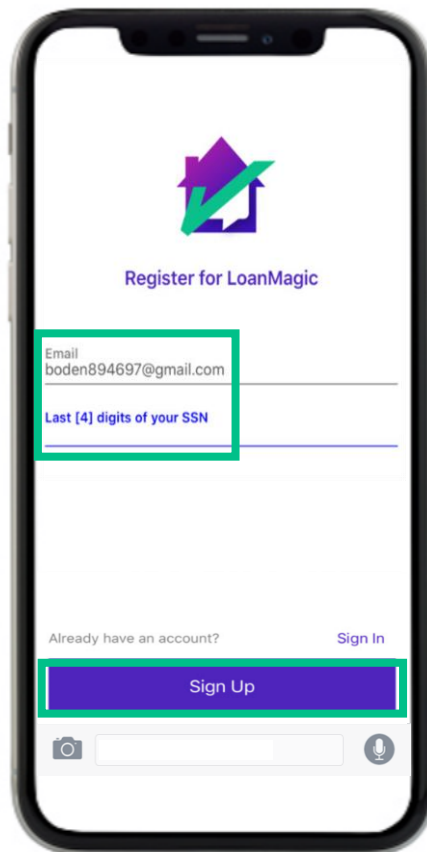 Register for LoanMagic
Email
boden894697@gmail.com
Last [4] digits of your SSN
Already have an account? Sign In
Sign Up